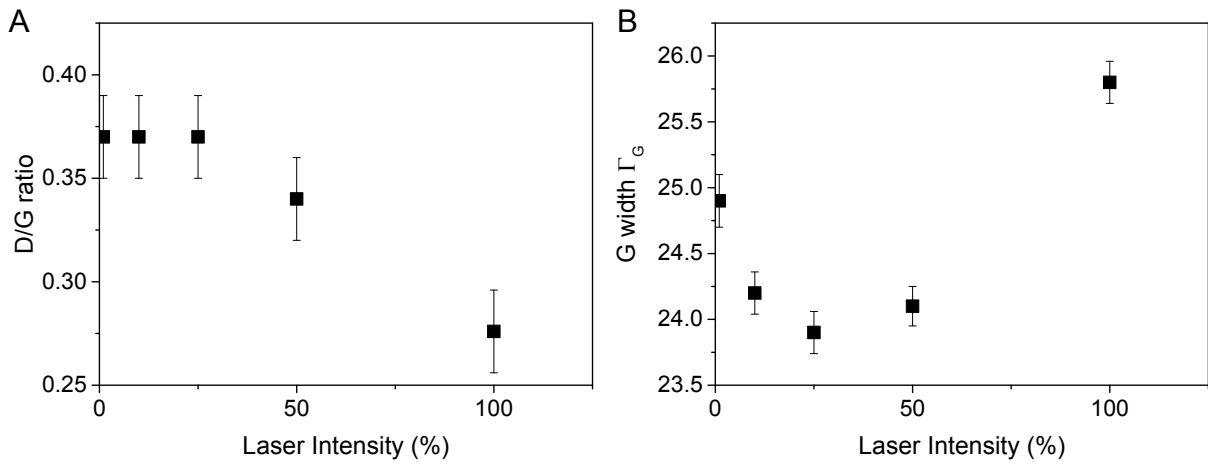 A
D/G ratio
0.40
0.35
0.30
0.25
0
50
100
Laser Intensity (%)
B
G width Γ_G
26.0
25.5
25.0
24.5
24.0
23.5
0
50
100
Laser Intensity (%)